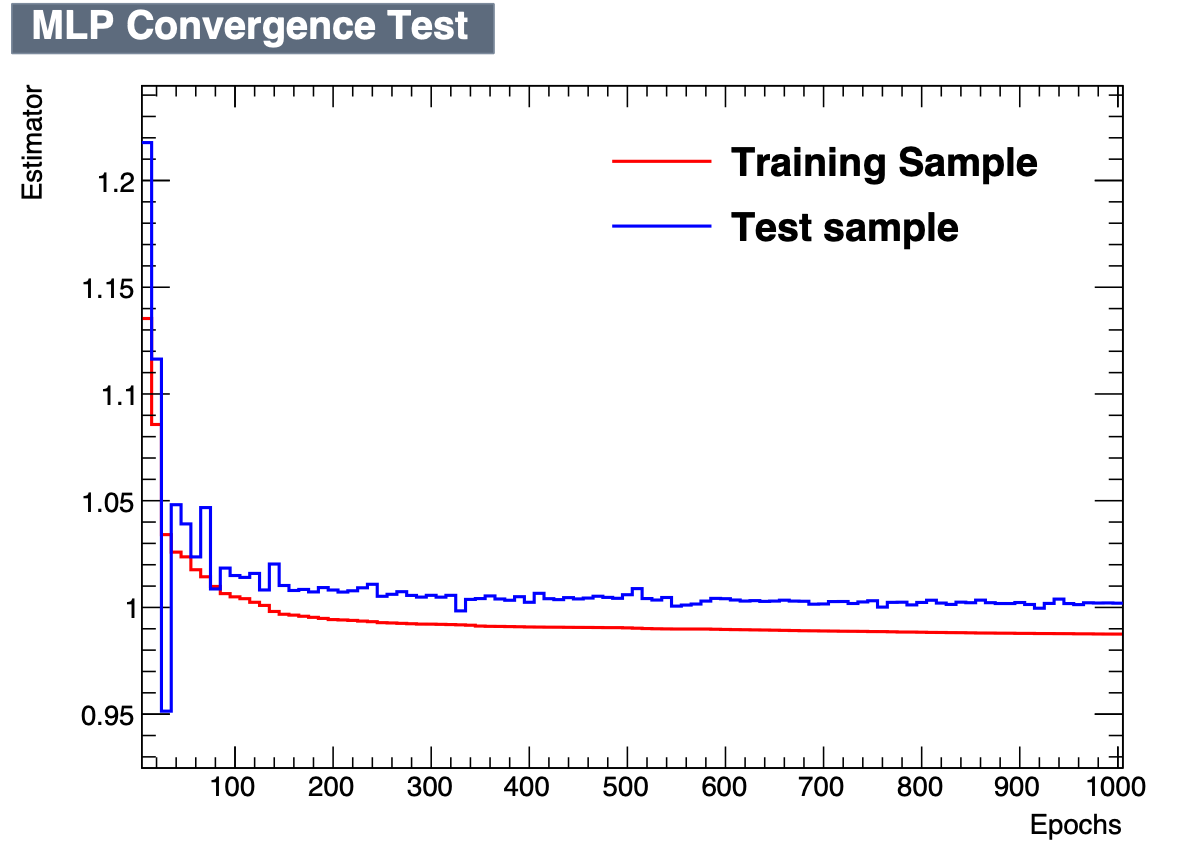 MLP Convergence Test
Estimator
Training Sample
Test sample
1.2
1.15
1.1
1.05
1
0.95
100 200 300 400 500 600 700 800 900 1000
Epochs